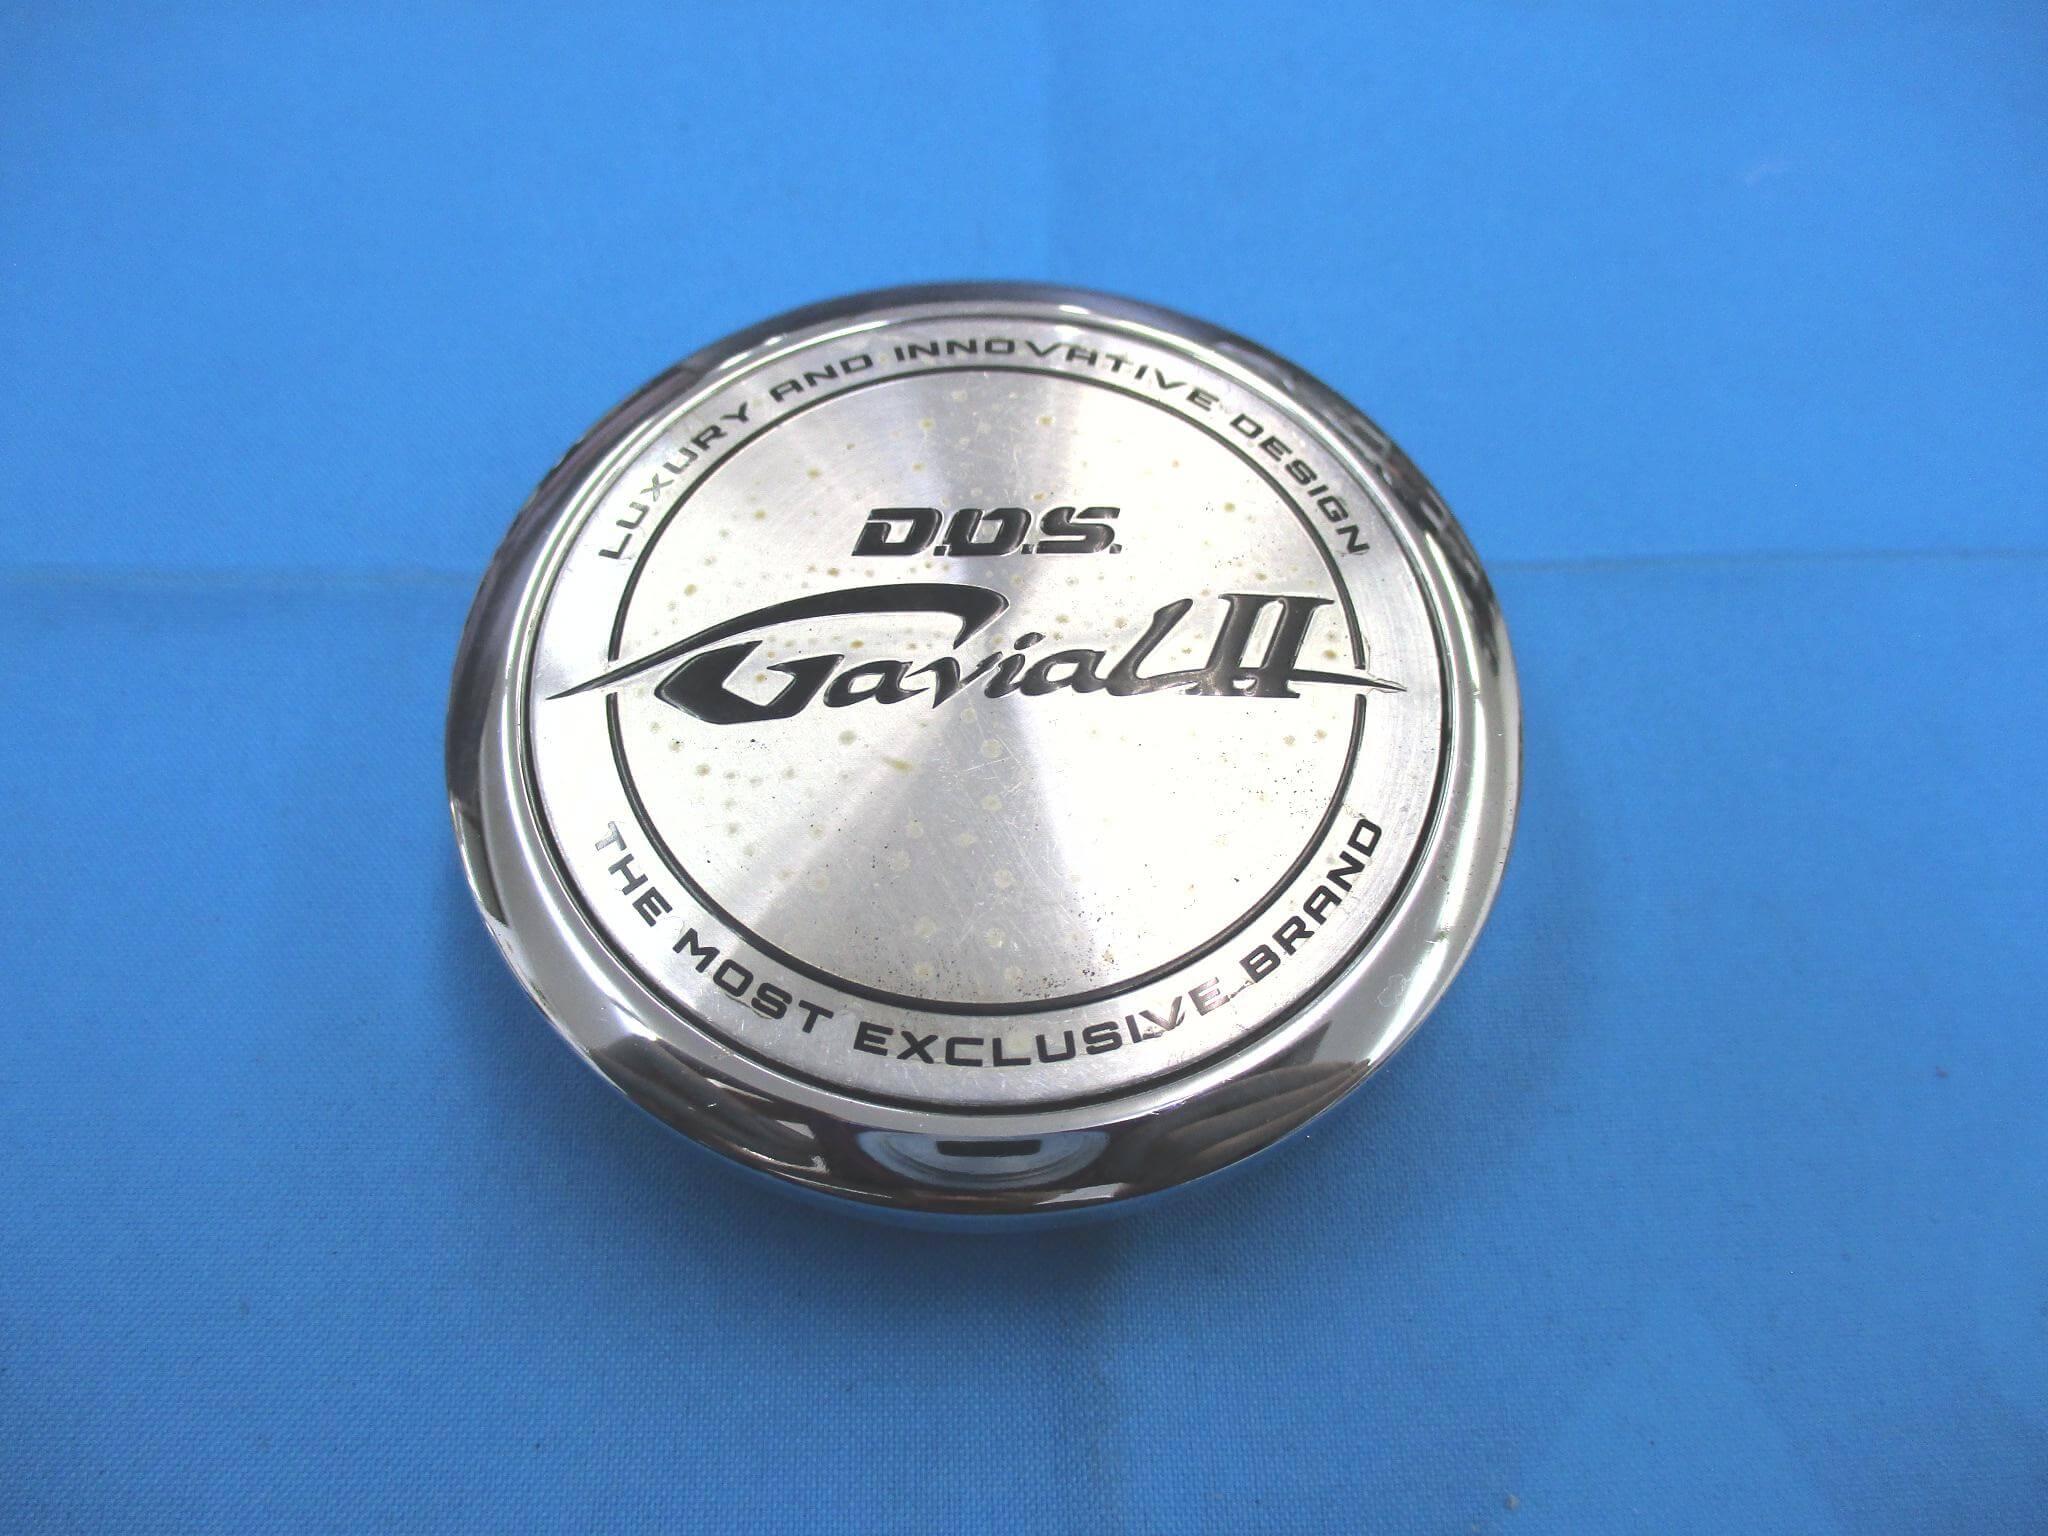 LUXURY AND INNOVATIVE DESIGN
D.O.S.
Gavial II
THE MOST EXCLUSIVE BRAND